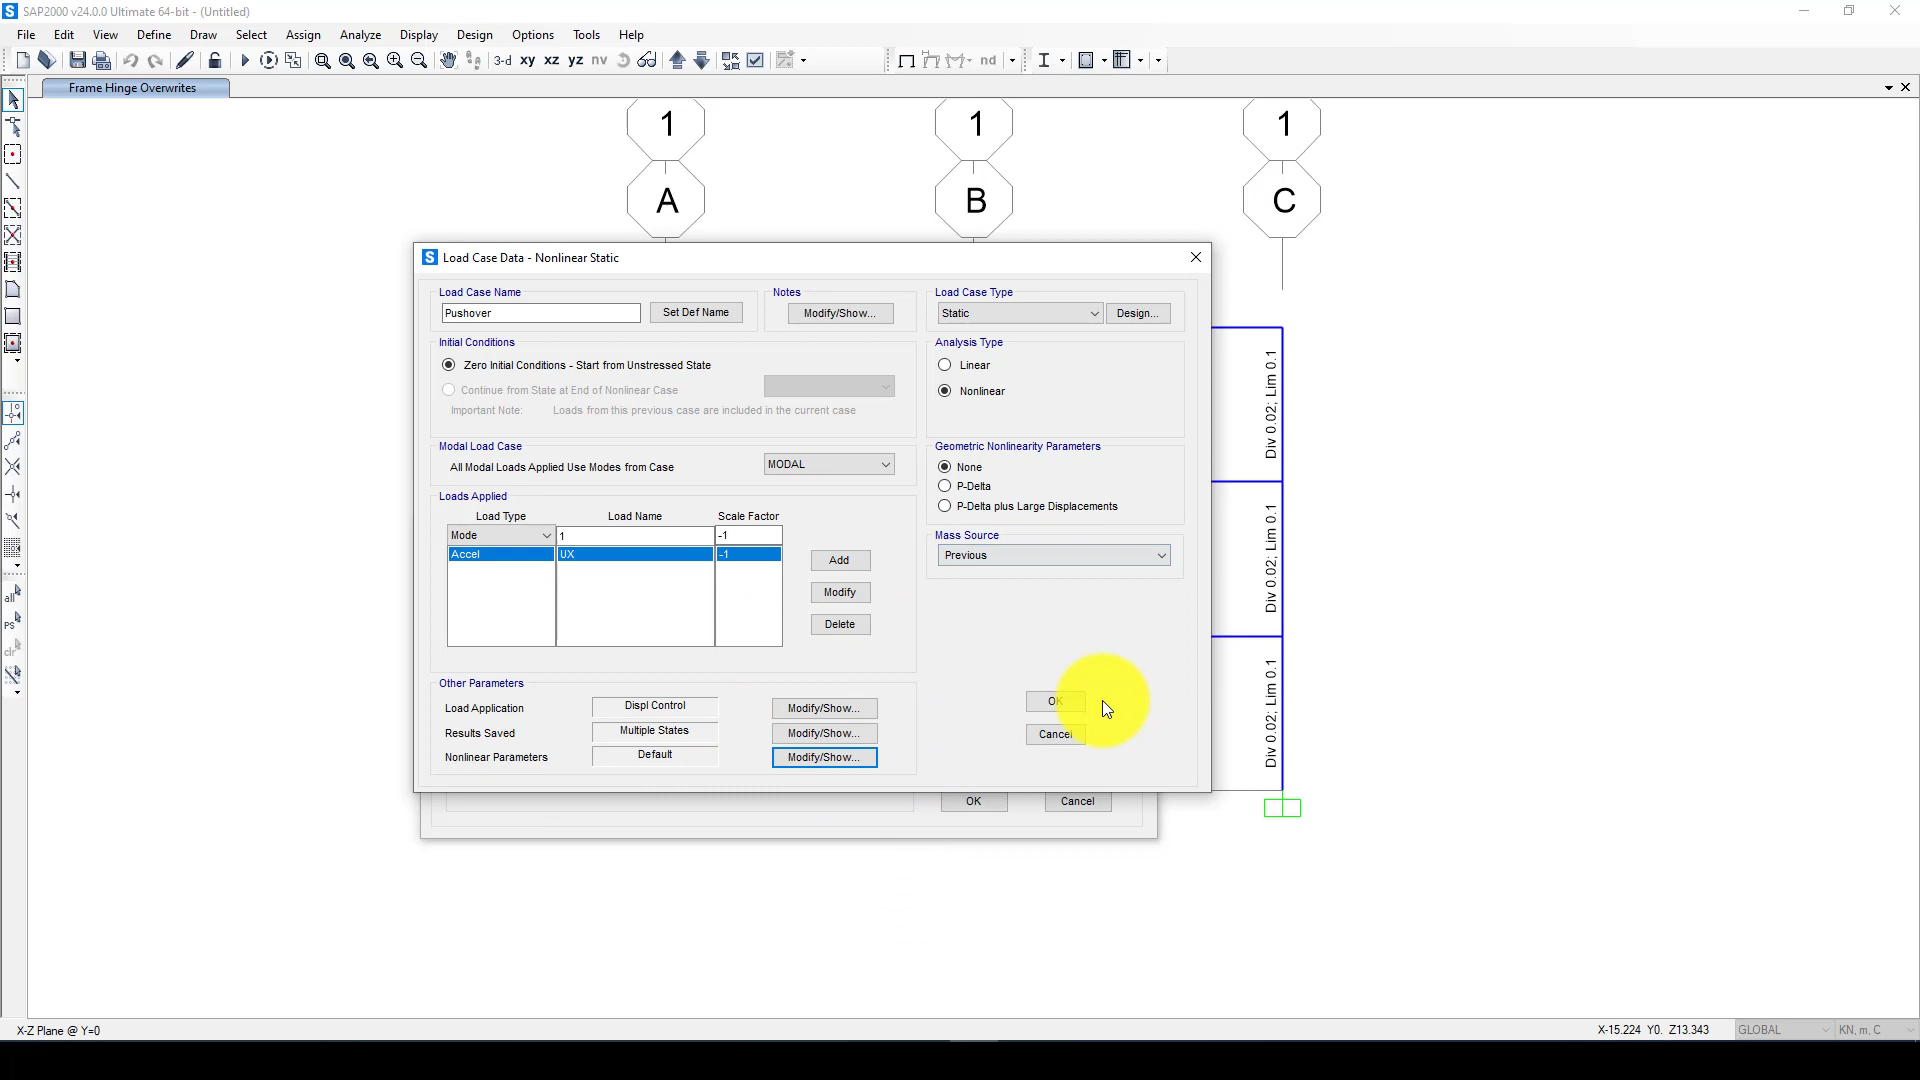 SAP2000 v24.0.0 Ultimate 64-bit - (Untitled)
File Edit View Define Draw Select Assign Analyze Display Design Options Tools Help
3-d xy xz yz nv nd
Frame Hinge Overwrites
1 1 1
A B C
Load Case Data - Nonlinear Static
Load Case Name
Pushover
Set Def Name
Notes
Modify/Show...
Load Case Type
Static
Design...
Initial Conditions
Zero Initial Conditions - Start from Unstressed State
Continue from State at End of Nonlinear Case
Important Note: Loads from this previous case are included in the current case
Analysis Type
Linear
Nonlinear
Modal Load Case
All Modal Loads Applied Use Modes from Case
MODAL
Geometric Nonlinearity Parameters
None
P-Delta
P-Delta plus Large Displacements
Loads Applied
Load Type Load Name Scale Factor
Mode 1 -1
Accel UX -1
Add
Modify
Delete
Mass Source
Previous
Other Parameters
Load Application Displ Control Modify/Show...
Results Saved Multiple States Modify/Show...
Nonlinear Parameters Default Modify/Show...
OK
Cancel
OK Cancel
Div 0.02; Lim 0.1
Div 0.02; Lim 0.1
Div 0.02; Lim 0.1
all
PS
clr
X-Z Plane @ Y=0
X-15.224 Y0. Z13.343
GLOBAL
KN, m, C